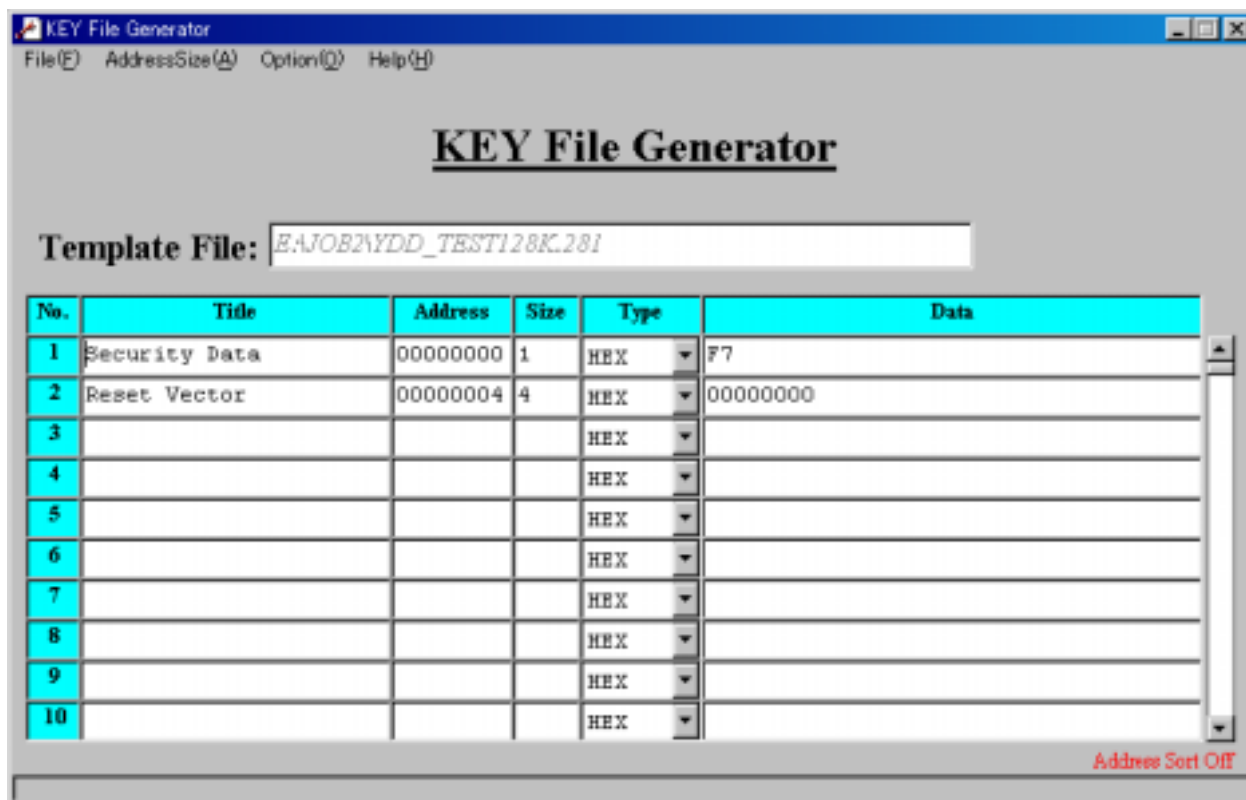 KEY File Generator
File(F) AddressSize(A) Option(O) Help(H)
KEY File Generator
Template File: E:\JOB2\YDD_TEST128K.281
No. Title Address Size Type Data
1 Security Data 00000000 1 HEX F7
2 Reset Vector 00000004 4 HEX 00000000
3 HEX
4 HEX
5 HEX
6 HEX
7 HEX
8 HEX
9 HEX
10 HEX
Address Sort Off